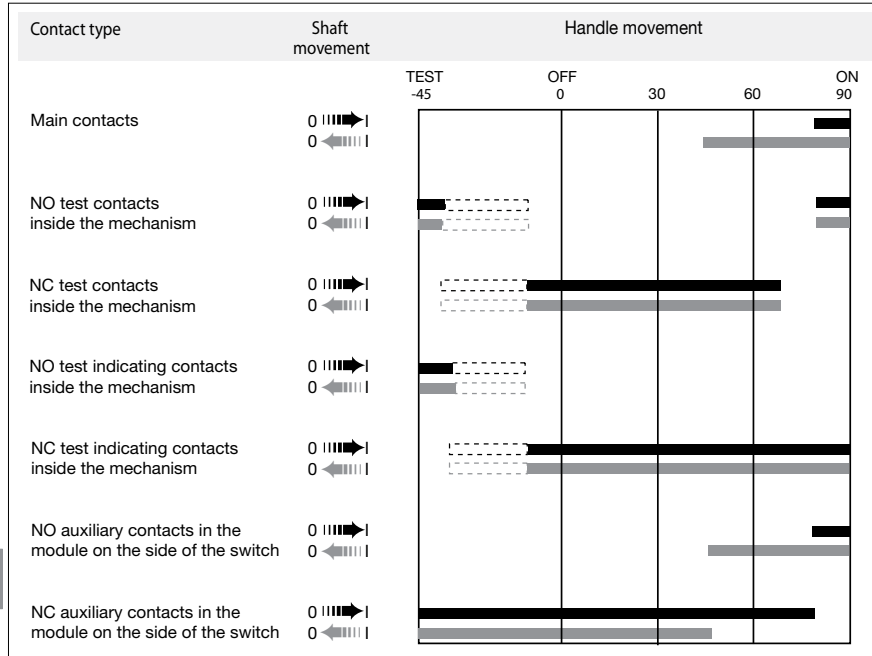 Contact type
Shaft
movement
Handle movement
TEST
-45
OFF
0
30
60
ON
90
Main contacts
0 I
0 I
NO test contacts
inside the mechanism
0 I
0 I
NC test contacts
inside the mechanism
0 I
0 I
NO test indicating contacts
inside the mechanism
0 I
0 I
NC test indicating contacts
inside the mechanism
0 I
0 I
NO auxiliary contacts in the
module on the side of the switch
0 I
0 I
NC auxiliary contacts in the
module on the side of the switch
0 I
0 I